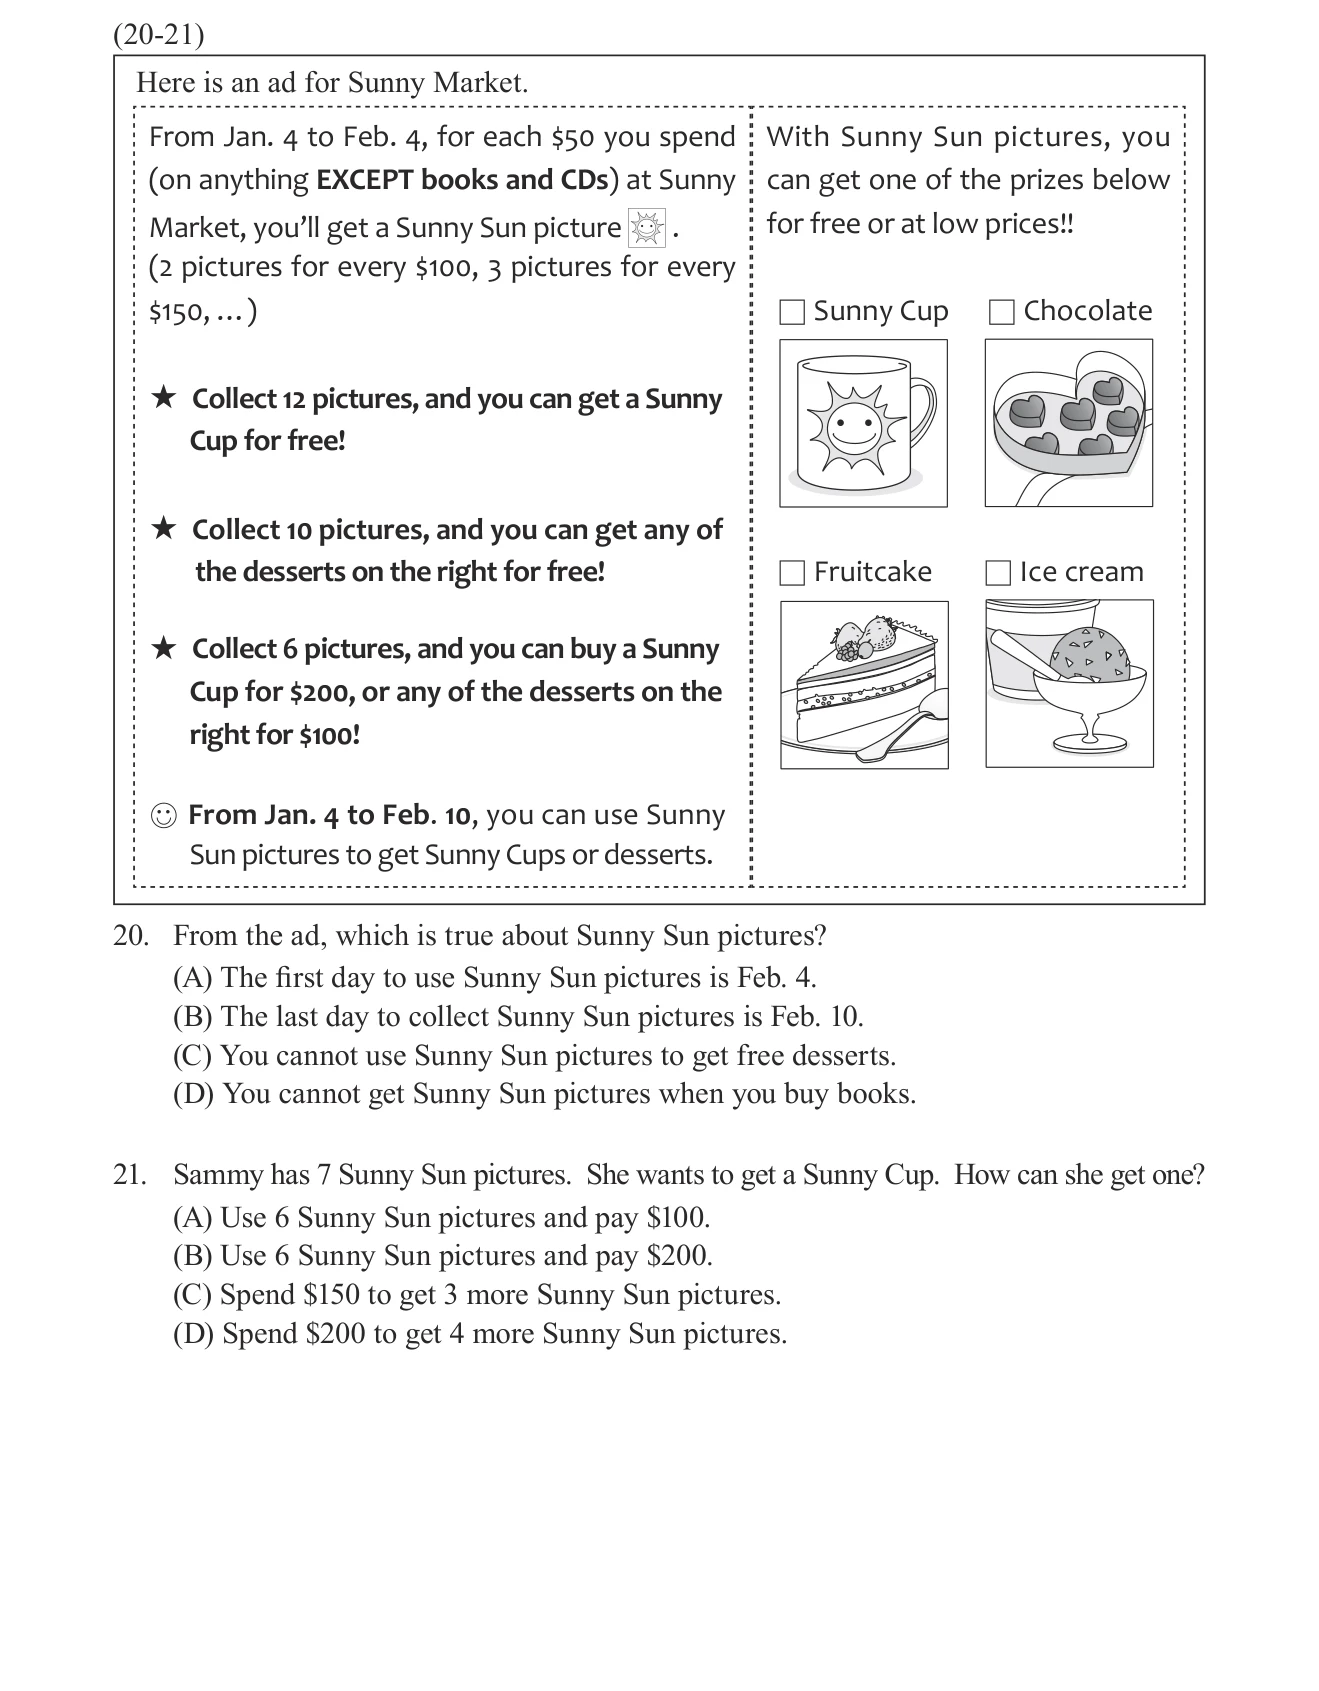 (20-21)
Here is an ad for Sunny Market.
From Jan. 4 to Feb. 4, for each $50 you spend
(on anything EXCEPT books and CDs) at Sunny
Market, you'll get a Sunny Sun picture .
(2 pictures for every $100, 3 pictures for every
$150, …)
★ Collect 12 pictures, and you can get a Sunny
Cup for free!
★ Collect 10 pictures, and you can get any of
the desserts on the right for free!
★ Collect 6 pictures, and you can buy a Sunny
Cup for $200, or any of the desserts on the
right for $100!
☺ From Jan. 4 to Feb. 10, you can use Sunny
Sun pictures to get Sunny Cups or desserts.
With Sunny Sun pictures, you
can get one of the prizes below
for free or at low prices!!
□ Sunny Cup □ Chocolate
□ Fruitcake □ Ice cream
20. From the ad, which is true about Sunny Sun pictures?
(A) The first day to use Sunny Sun pictures is Feb. 4.
(B) The last day to collect Sunny Sun pictures is Feb. 10.
(C) You cannot use Sunny Sun pictures to get free desserts.
(D) You cannot get Sunny Sun pictures when you buy books.
21. Sammy has 7 Sunny Sun pictures. She wants to get a Sunny Cup. How can she get one?
(A) Use 6 Sunny Sun pictures and pay $100.
(B) Use 6 Sunny Sun pictures and pay $200.
(C) Spend $150 to get 3 more Sunny Sun pictures.
(D) Spend $200 to get 4 more Sunny Sun pictures.